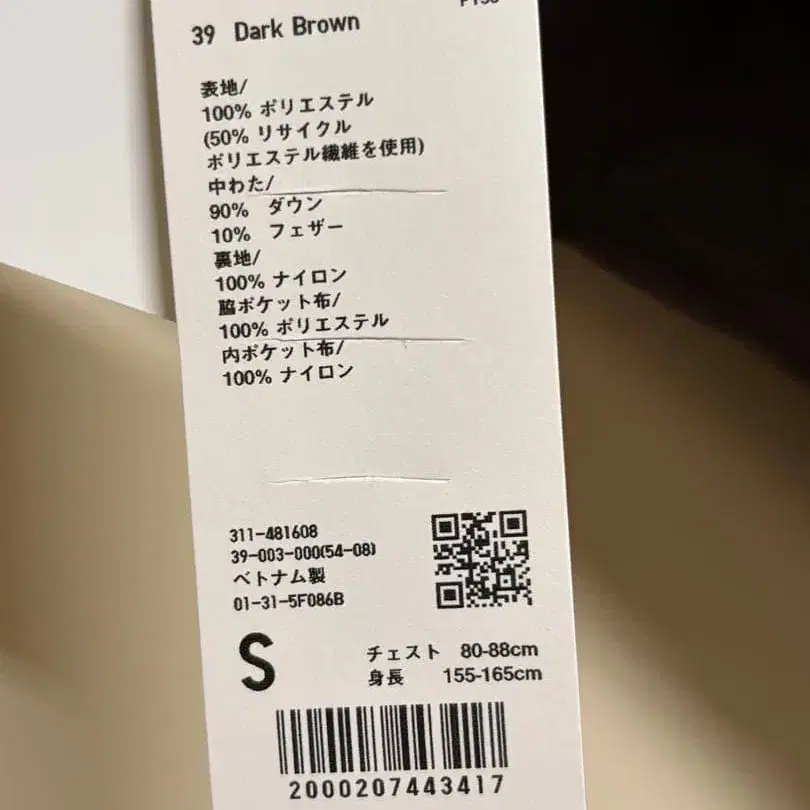 39 Dark Brown
表地/
100% ポリエステル
(50% リサイクル
ポリエステル繊維を使用)
中わた/
90% ダウン
10% フェザー
裏地/
100% ナイロン
脇ポケット布/
100% ポリエステル
内ポケット布/
100% ナイロン
311-481608
39-003-000(54-08)
ベトナム製
01-31-5F086B
S
チェスト 80-88cm
身長 155-165cm
2000207443417